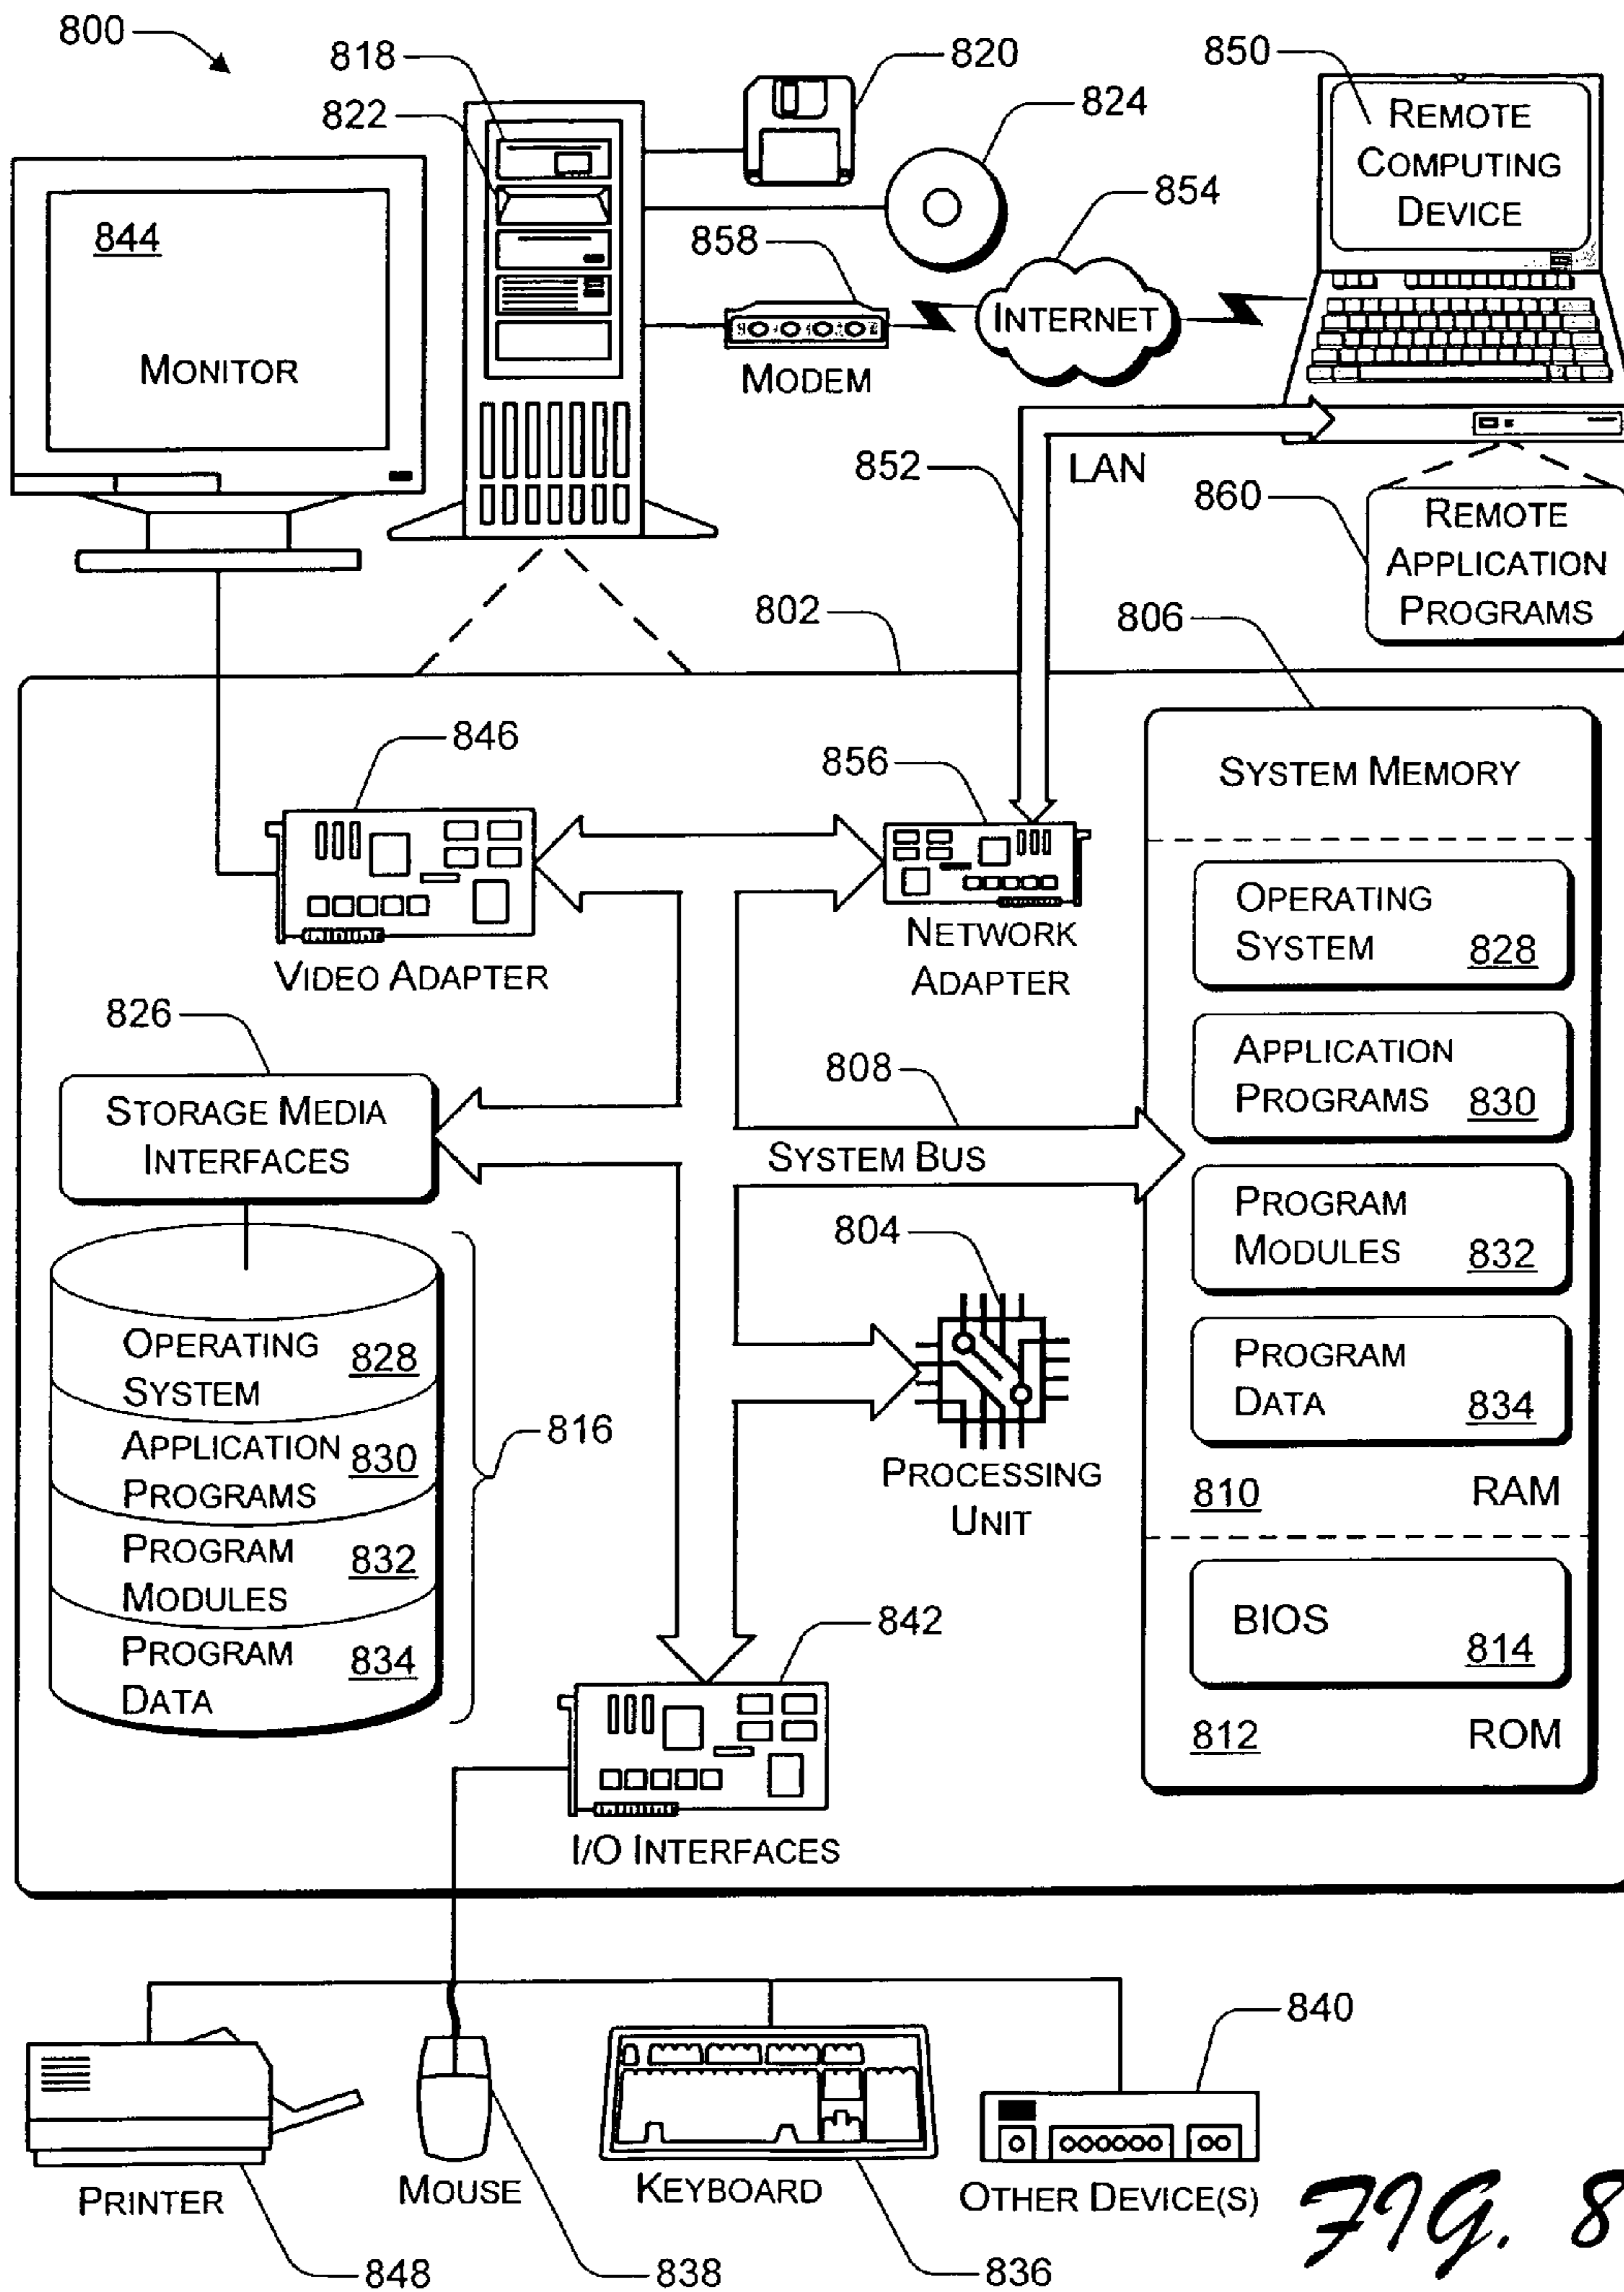 800
818
820
850
822
824
REMOTE
COMPUTING
DEVICE
854
844
858
INTERNET
MONITOR
MODEM
852
LAN
860
REMOTE
APPLICATION
PROGRAMS
802
806
846
856
SYSTEM MEMORY
OPERATING
SYSTEM 828
NETWORK
ADAPTER
VIDEO ADAPTER
826
808
APPLICATION
PROGRAMS 830
STORAGE MEDIA
INTERFACES
SYSTEM BUS
PROGRAM
MODULES 832
804
OPERATING
SYSTEM 828
APPLICATION
PROGRAMS 830
PROGRAM
MODULES 832
PROGRAM
DATA 834
816
PROGRAM
DATA 834
PROCESSING
UNIT
810 RAM
BIOS
814
812 ROM
842
I/O INTERFACES
840
PRINTER
MOUSE
KEYBOARD
OTHER DEVICE(S)
848
838
836
FIG. 8